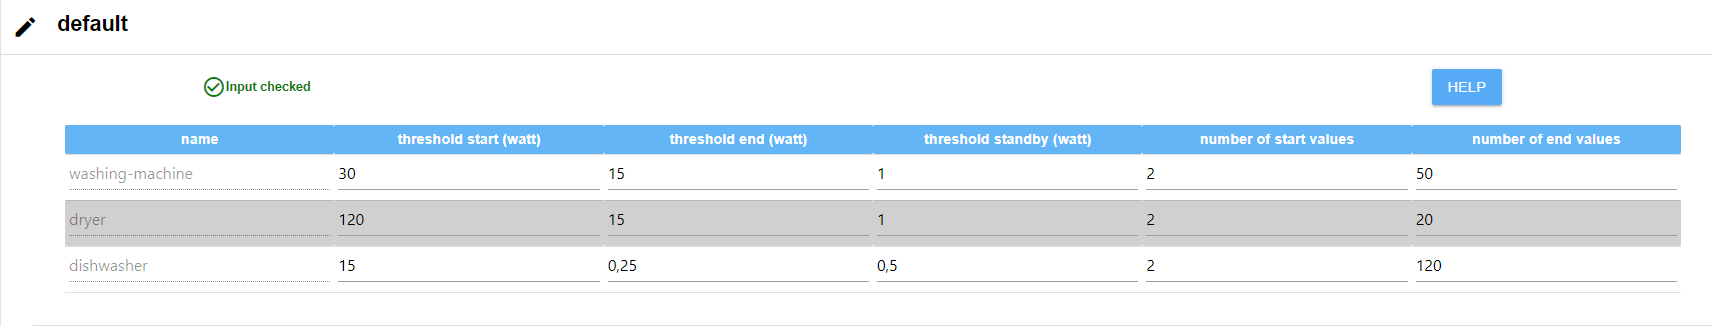 default
Input checked
HELP
name threshold start (watt) threshold end (watt) threshold standby (watt) number of start values number of end values
washing-machine 30 15 1 2 50
dryer 120 15 1 2 20
dishwasher 15 0,25 0,5 2 120